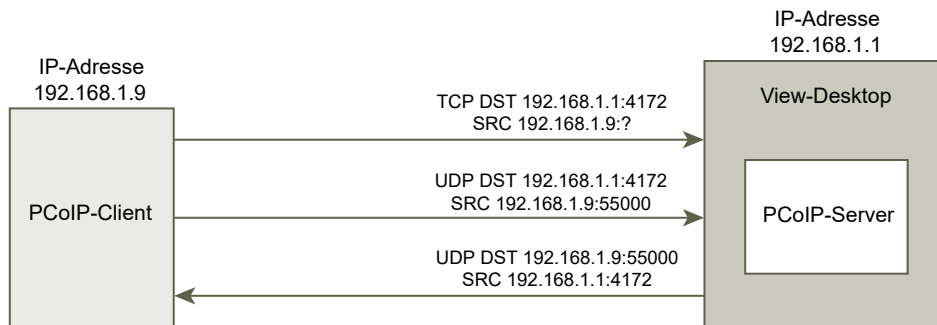 IP-Adresse
192.168.1.1
IP-Adresse
192.168.1.9
View-Desktop
TCP DST 192.168.1.1:4172
SRC 192.168.1.9:?
UDP DST 192.168.1.1:4172
SRC 192.168.1.9:55000
PCoIP-Client
PCoIP-Server
UDP DST 192.168.1.9:55000
SRC 192.168.1.1:4172